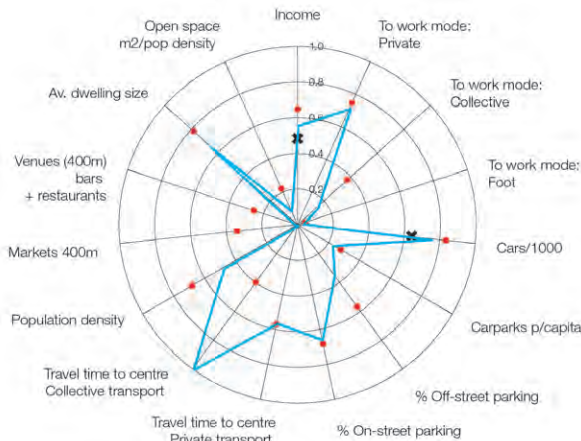 Income
Open space
m2/pop density
To work mode:
Private
1.0
0.8
0.6
0.4
0.2
To work mode:
Collective
Av. dwelling size
Venues (400m)
bars
+ restaurants
To work mode:
Foot
Markets 400m
Cars/1000
Population density
Carparks p/capita
Travel time to centre
Collective transport
% Off-street parking
Travel time to centre
Private transport
% On-street parking